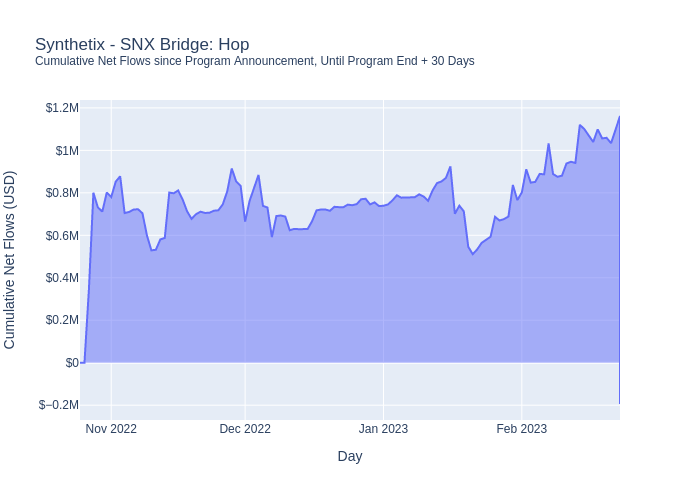 Synthetix - SNX Bridge: Hop
Cumulative Net Flows since Program Announcement, Until Program End + 30 Days
Cumulative Net Flows (USD)
$1.2M
$1M
$0.8M
$0.6M
$0.4M
$0.2M
$0
$−0.2M
Nov 2022
Dec 2022
Jan 2023
Feb 2023
Day